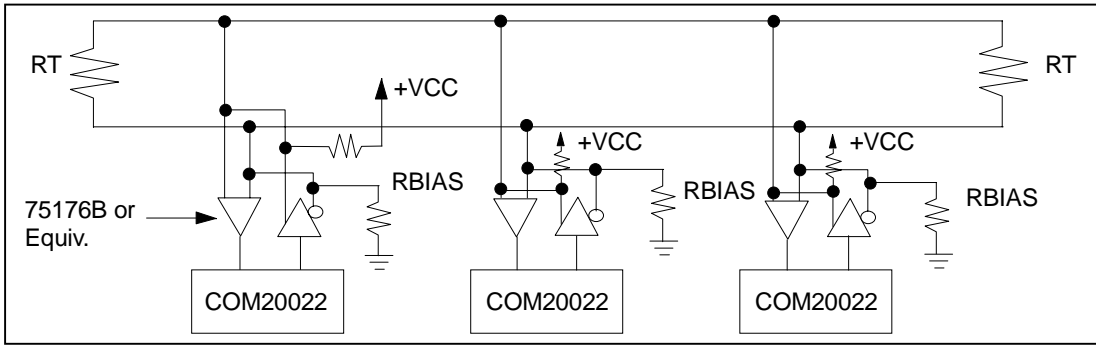 RT
RT
+VCC
+VCC
+VCC
RBIAS
RBIAS
RBIAS
75176B or
Equiv.
COM20022
COM20022
COM20022